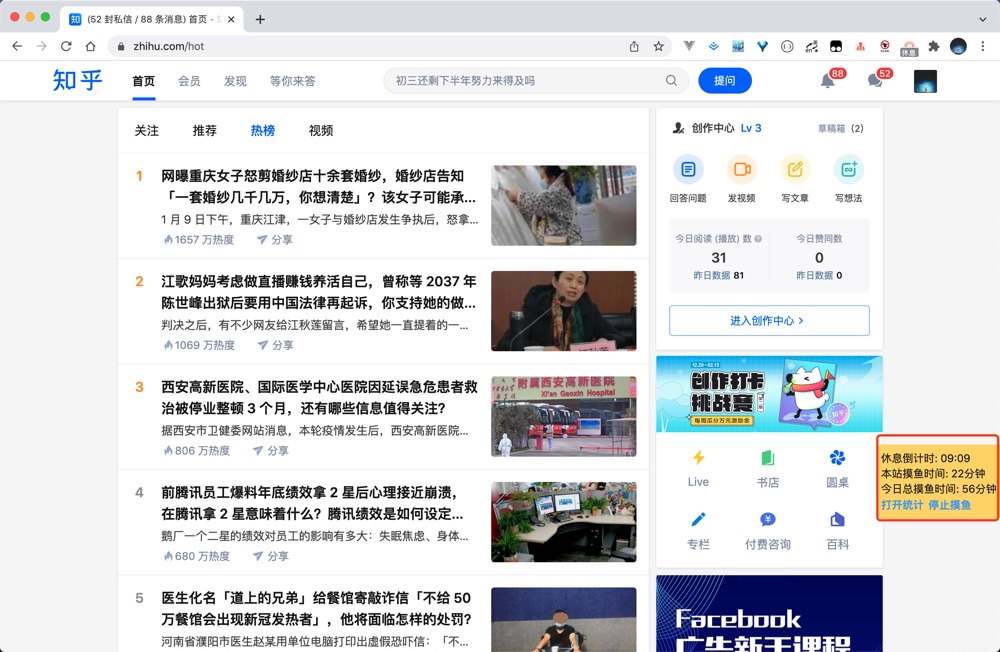 (52 封私信 / 88 条消息) 首页 -
zhihu.com/hot
休息
知乎
首页 会员 发现 等你来答
初三还剩下半年努力来得及吗
提问
88
52
关注 推荐 热榜 视频
1
网曝重庆女子怒剪婚纱店十余套婚纱，婚纱店告知
「一套婚纱几千几万，你想清楚」？该女子可能承...
1 月 9 日下午，重庆江津，一女子与婚纱店发生争执后，怒拿...
1657 万热度 分享
2
江歌妈妈考虑做直播赚钱养活自己，曾称等 2037 年
陈世峰出狱后要用中国法律再起诉，你支持她的做...
判决之后，有不少网友给江秋莲留言，希望她一直提着的一...
1069 万热度 分享
3
西安高新医院、国际医学中心医院因延误急危患者救
治被停业整顿 3 个月，还有哪些信息值得关注？
据西安市卫健委网站消息，本轮疫情发生后，西安高新医院...
806 万热度 分享
附属西安高新医院
Xi'an Gaoxin Hospital
4
前腾讯员工爆料年底绩效拿 2 星后心理接近崩溃，
在腾讯拿 2 星意味着什么？腾讯绩效是如何设定...
鹅厂一个二星的绩效对员工的影响有多大：失眠焦虑、身体...
680 万热度 分享
5
医生化名「道上的兄弟」给餐馆寄敲诈信「不给 50
万餐馆会出现新冠发热者」，他将面临怎样的处罚?
河南省濮阳市医生赵某用单位电脑打印出虚假恐吓信：「不...
创作中心 Lv 3 草稿箱 (2)
回答问题 发视频 写文章 写想法
今日阅读 (播放) 数 今日赞同数
31 0
昨日数据 81 昨日数据 0
进入创作中心
12.20-02.13
创作打卡
挑战赛
每周瓜分万元激励金
Live 书店 圆桌
专栏 付费咨询 百科
休息倒计时: 09:09
本站摸鱼时间: 22分钟
今日总摸鱼时间: 56分钟
打开统计 停止摸鱼
Facebook
广告新手课程